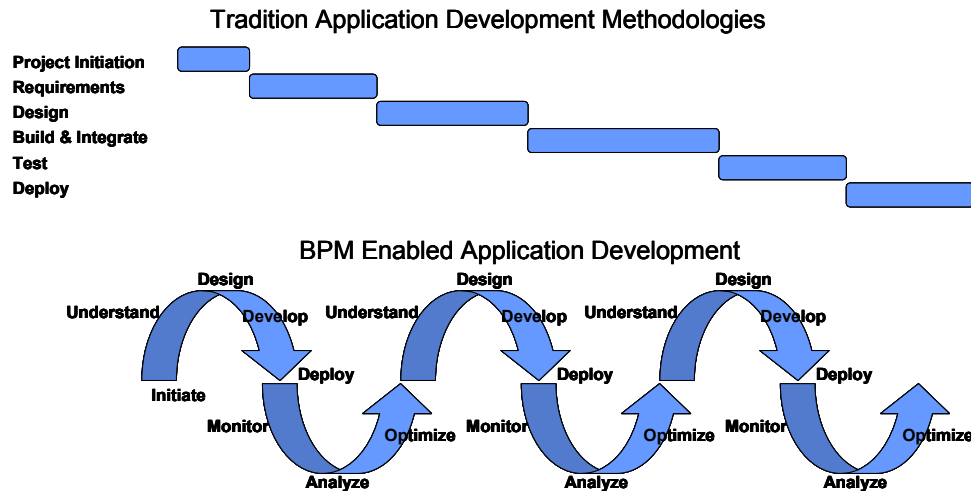 Tradition Application Development Methodologies
Project Initiation
Requirements
Design
Build & Integrate
Test
Deploy
BPM Enabled Application Development
Design
Design
Design
Understand
Develop
Understand
Develop
Understand
Develop
Initiate
Deploy
Deploy
Deploy
Monitor
Optimize
Monitor
Optimize
Monitor
Optimize
Analyze
Analyze
Analyze